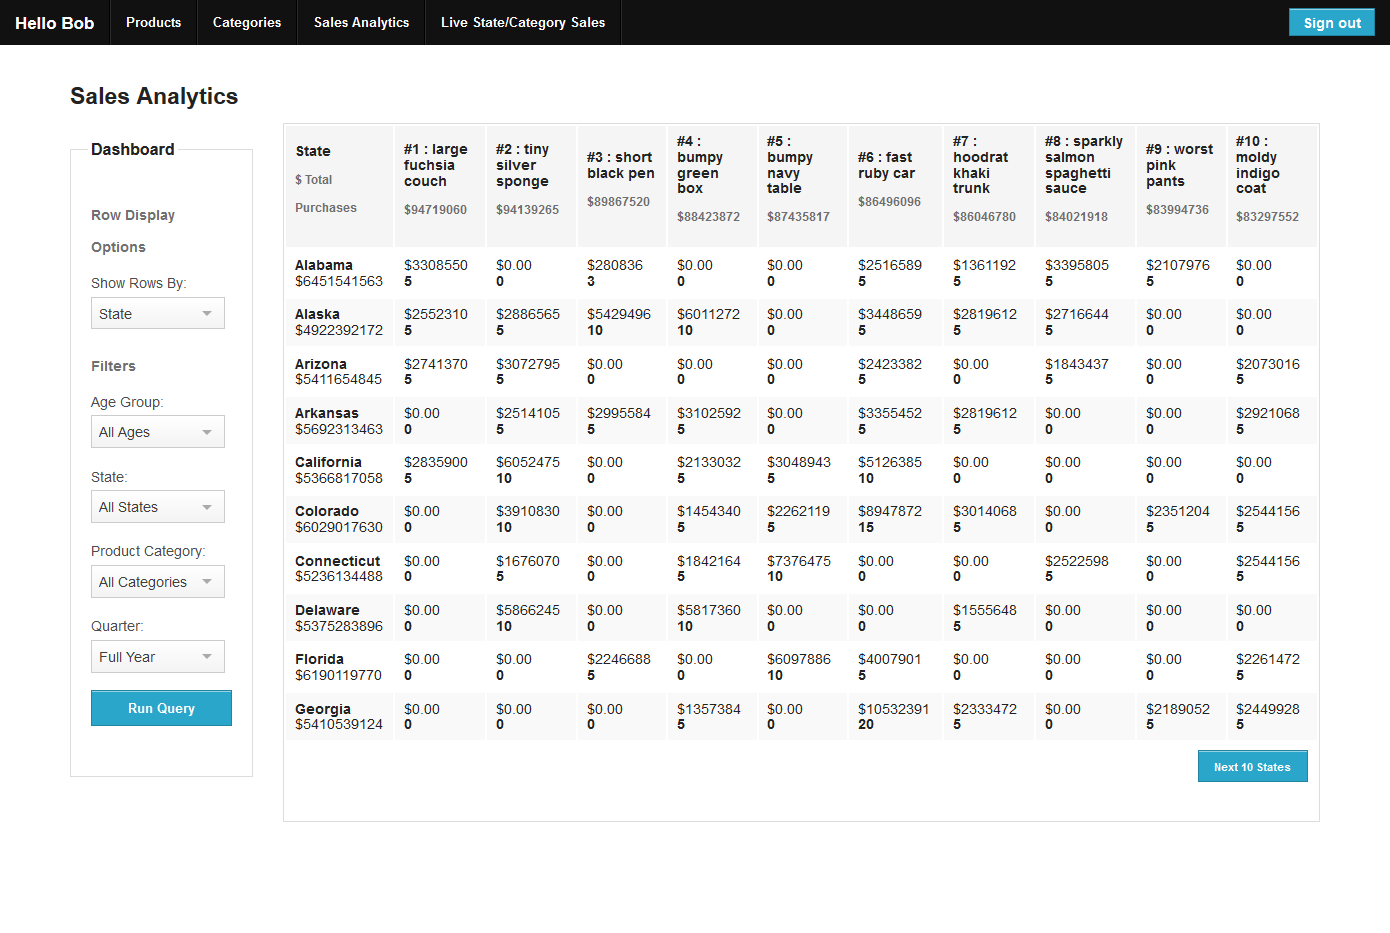 Hello Bob Products Categories Sales Analytics Live State/Category Sales Sign out
Sales Analytics
Dashboard
Row Display
Options
Show Rows By:
State
Filters
Age Group:
All Ages
State:
All States
Product Category:
All Categories
Quarter:
Full Year
Run Query
State
$ Total
Purchases
#1 : large
fuchsia
couch
$94719060
#2 : tiny
silver
sponge
$94139265
#3 : short
black pen
$89867520
#4 :
bumpy
green
box
$88423872
#5 :
bumpy
navy
table
$87435817
#6 : fast
ruby car
$86496096
#7 :
hoodrat
khaki
trunk
$86046780
#8 : sparkly
salmon
spaghetti
sauce
$84021918
#9 : worst
pink
pants
$83994736
#10 :
moldy
indigo
coat
$83297552
Alabama $3308550 $0.00 $280836 $0.00 $0.00 $2516589 $1361192 $3395805 $2107976 $0.00
$6451541563 5 0 3 0 0 5 5 5 5 0
Alaska $2552310 $2886565 $5429496 $6011272 $0.00 $3448659 $2819612 $2716644 $0.00 $0.00
$4922392172 5 5 10 10 0 5 5 5 0 0
Arizona $2741370 $3072795 $0.00 $0.00 $0.00 $2423382 $0.00 $1843437 $0.00 $2073016
$5411654845 5 5 0 0 0 5 0 5 0 5
Arkansas $0.00 $2514105 $2995584 $3102592 $0.00 $3355452 $2819612 $0.00 $0.00 $2921068
$5692313463 0 5 5 5 0 5 5 0 0 5
California $2835900 $6052475 $0.00 $2133032 $3048943 $5126385 $0.00 $0.00 $0.00 $0.00
$5366817058 5 10 0 5 5 10 0 0 0 0
Colorado $0.00 $3910830 $0.00 $1454340 $2262119 $8947872 $3014068 $0.00 $2351204 $2544156
$6029017630 0 10 0 5 5 15 5 0 5 5
Connecticut $0.00 $1676070 $0.00 $1842164 $7376475 $0.00 $0.00 $2522598 $0.00 $2544156
$5236134488 0 5 0 5 10 0 0 5 0 5
Delaware $0.00 $5866245 $0.00 $5817360 $0.00 $0.00 $1555648 $0.00 $0.00 $0.00
$5375283896 0 10 0 10 0 0 5 0 0 0
Florida $0.00 $0.00 $2246688 $0.00 $6097886 $4007901 $0.00 $0.00 $0.00 $2261472
$6190119770 0 0 5 0 10 5 0 0 0 5
Georgia $0.00 $0.00 $0.00 $1357384 $0.00 $10532391 $2333472 $0.00 $2189052 $2449928
$5410539124 0 0 0 5 0 20 5 0 5 5
Next 10 States